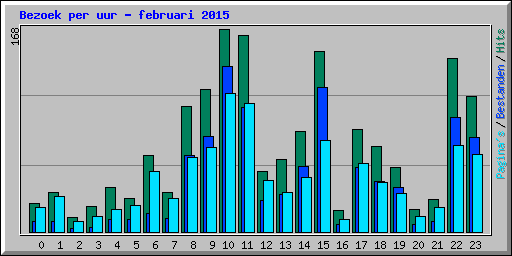 Bezoek per uur - februari 2015
168
Pagina's / Bestanden / Hits
0 1 2 3 4 5 6 7 8 9 10 11 12 13 14 15 16 17 18 19 20 21 22 23